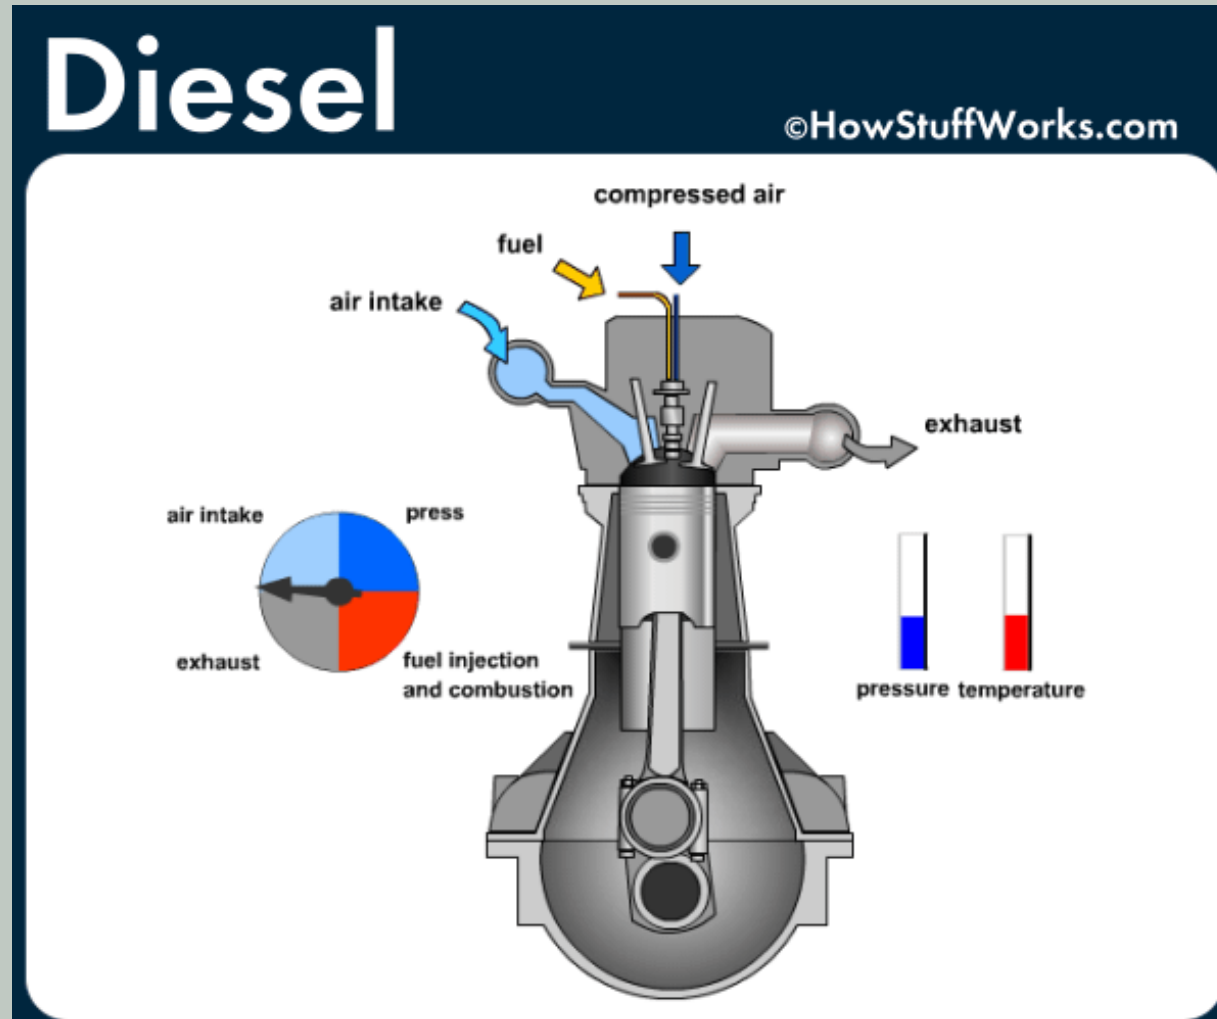 Diesel
©HowStuffWorks.com
compressed air
fuel
air intake
exhaust
air intake
press
exhaust
fuel injection
and combustion
pressure
temperature